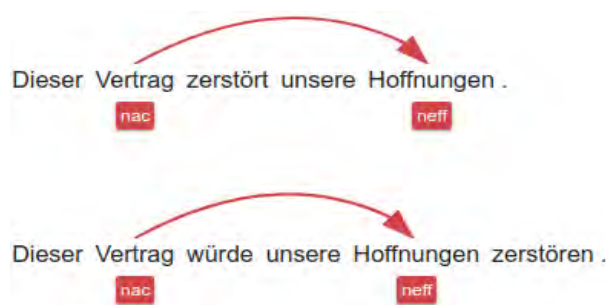 Dieser Vertrag zerstört unsere Hoffnungen .
nac neff
Dieser Vertrag würde unsere Hoffnungen zerstören .
nac neff